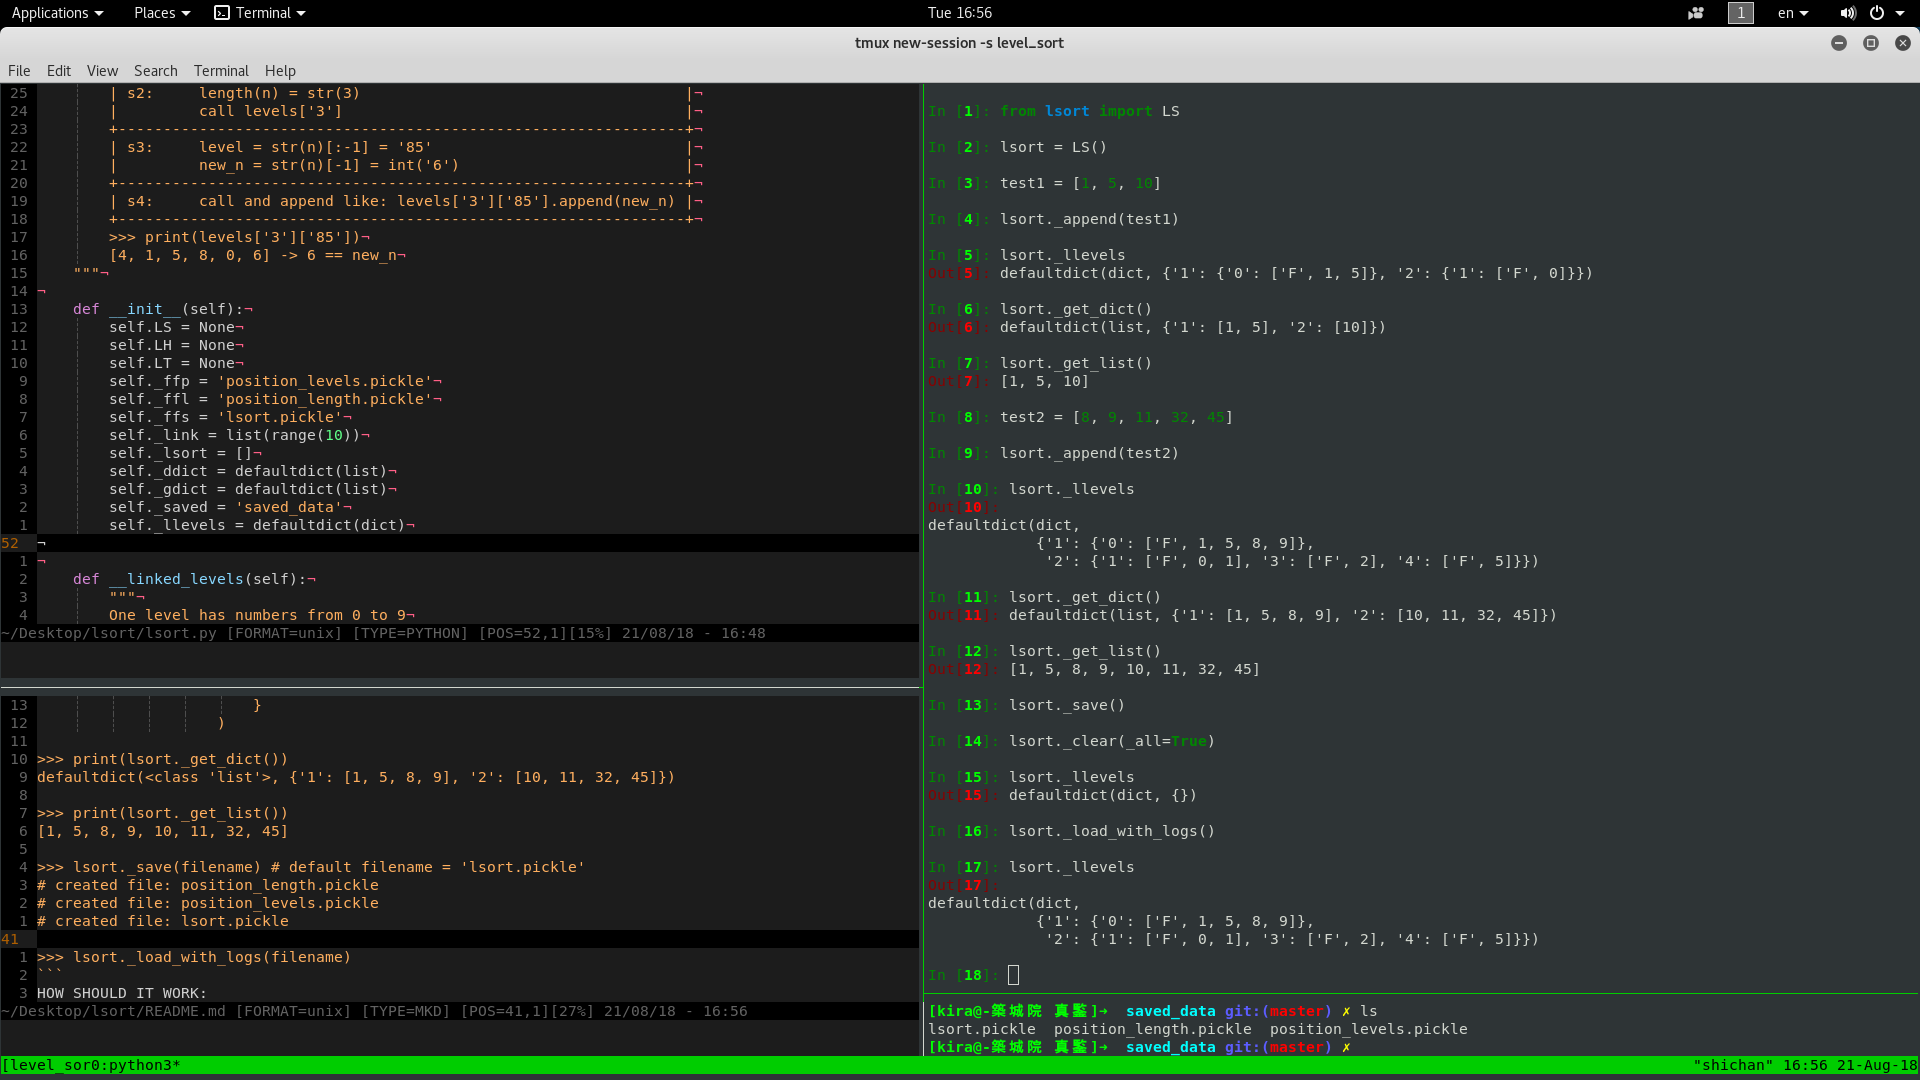 Applications Places Terminal Tue 16:56 1 en
tmux new-session -s level_sort
File Edit View Search Terminal Help
25         | s2:     length(n) = str(3)                                    |¬
24         |         call levels['3']                                      |¬
23         +---------------------------------------------------------------+¬
22         | s3:     level = str(n)[:-1] = '85'                            |¬
21         |         new_n = str(n)[-1] = int('6')                         |¬
20         +---------------------------------------------------------------+¬
19         | s4:     call and append like: levels['3']['85'].append(new_n) |¬
18         +---------------------------------------------------------------+¬
17         >>> print(levels['3']['85'])¬
16         [4, 1, 5, 8, 0, 6] -> 6 == new_n¬
15     """¬
14 ¬
13     def __init__(self):¬
12         self.LS = None¬
11         self.LH = None¬
10         self.LT = None¬
9         self._ffp = 'position_levels.pickle'¬
8         self._ffl = 'position_length.pickle'¬
7         self._ffs = 'lsort.pickle'¬
6         self._link = list(range(10))¬
5         self._lsort = []¬
4         self._ddict = defaultdict(list)¬
3         self._gdict = defaultdict(list)¬
2         self._saved = 'saved_data'¬
1         self._llevels = defaultdict(dict)¬
52 ¬
1 ¬
2     def __linked_levels(self):¬
3         """¬
4         One level has numbers from 0 to 9¬
~/Desktop/lsort/lsort.py [FORMAT=unix] [TYPE=PYTHON] [POS=52,1][15%] 21/08/18 - 16:48
13                         }
12                     )
11
10 >>> print(lsort._get_dict())
9 defaultdict(<class 'list'>, {'1': [1, 5, 8, 9], '2': [10, 11, 32, 45]})
8
7 >>> print(lsort._get_list())
6 [1, 5, 8, 9, 10, 11, 32, 45]
5
4 >>> lsort._save(filename) # default filename = 'lsort.pickle'
3 # created file: position_length.pickle
2 # created file: position_levels.pickle
1 # created file: lsort.pickle
41
1 >>> lsort._load_with_logs(filename)
2 ```
3 HOW SHOULD IT WORK:
~/Desktop/lsort/README.md [FORMAT=unix] [TYPE=MKD] [POS=41,1][27%] 21/08/18 - 16:56
In [1]: from lsort import LS
In [2]: lsort = LS()
In [3]: test1 = [1, 5, 10]
In [4]: lsort._append(test1)
In [5]: lsort._llevels
Out[5]: defaultdict(dict, {'1': {'0': ['F', 1, 5]}, '2': {'1': ['F', 0]}})
In [6]: lsort._get_dict()
Out[6]: defaultdict(list, {'1': [1, 5], '2': [10]})
In [7]: lsort._get_list()
Out[7]: [1, 5, 10]
In [8]: test2 = [8, 9, 11, 32, 45]
In [9]: lsort._append(test2)
In [10]: lsort._llevels
Out[10]:
defaultdict(dict,
            {'1': {'0': ['F', 1, 5, 8, 9]},
             '2': {'1': ['F', 0, 1], '3': ['F', 2], '4': ['F', 5]}})
In [11]: lsort._get_dict()
Out[11]: defaultdict(list, {'1': [1, 5, 8, 9], '2': [10, 11, 32, 45]})
In [12]: lsort._get_list()
Out[12]: [1, 5, 8, 9, 10, 11, 32, 45]
In [13]: lsort._save()
In [14]: lsort._clear(_all=True)
In [15]: lsort._llevels
Out[15]: defaultdict(dict, {})
In [16]: lsort._load_with_logs()
In [17]: lsort._llevels
Out[17]:
defaultdict(dict,
            {'1': {'0': ['F', 1, 5, 8, 9]},
             '2': {'1': ['F', 0, 1], '3': ['F', 2], '4': ['F', 5]}})
In [18]:
[kira@-築城院 真鍳]➜  saved_data git:(master) ✗ ls
lsort.pickle  position_length.pickle  position_levels.pickle
[kira@-築城院 真鍳]➜  saved_data git:(master) ✗
[level_sor0:python3* "shichan" 16:56 21-Aug-18